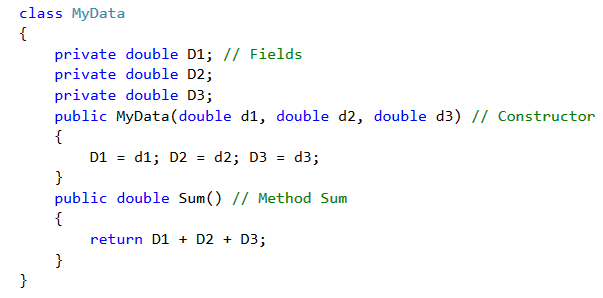 class MyData
{
    private double D1; // Fields
    private double D2;
    private double D3;
    public MyData(double d1, double d2, double d3) // Constructor
    {
        D1 = d1; D2 = d2; D3 = d3;
    }
    public double Sum() // Method Sum
    {
        return D1 + D2 + D3;
    }
}